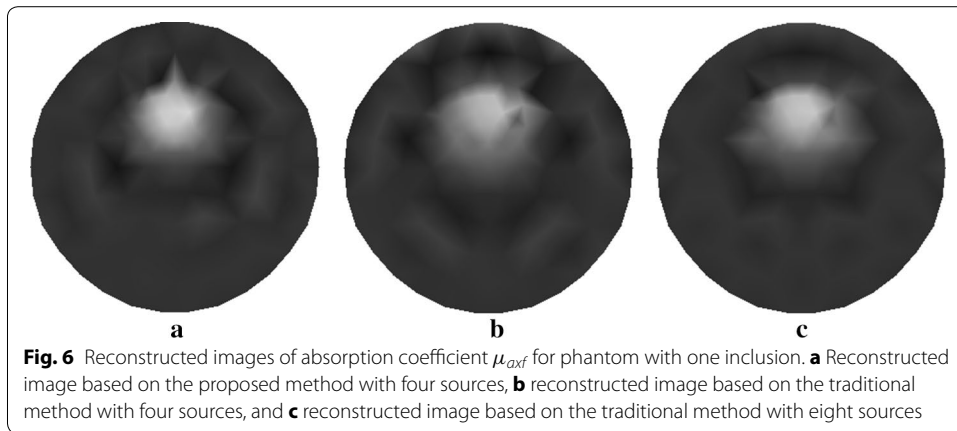 a b c
Fig. 6 Reconstructed images of absorption coefficient μaxf for phantom with one inclusion. a Reconstructed
image based on the proposed method with four sources, b reconstructed image based on the traditional
method with four sources, and c reconstructed image based on the traditional method with eight sources